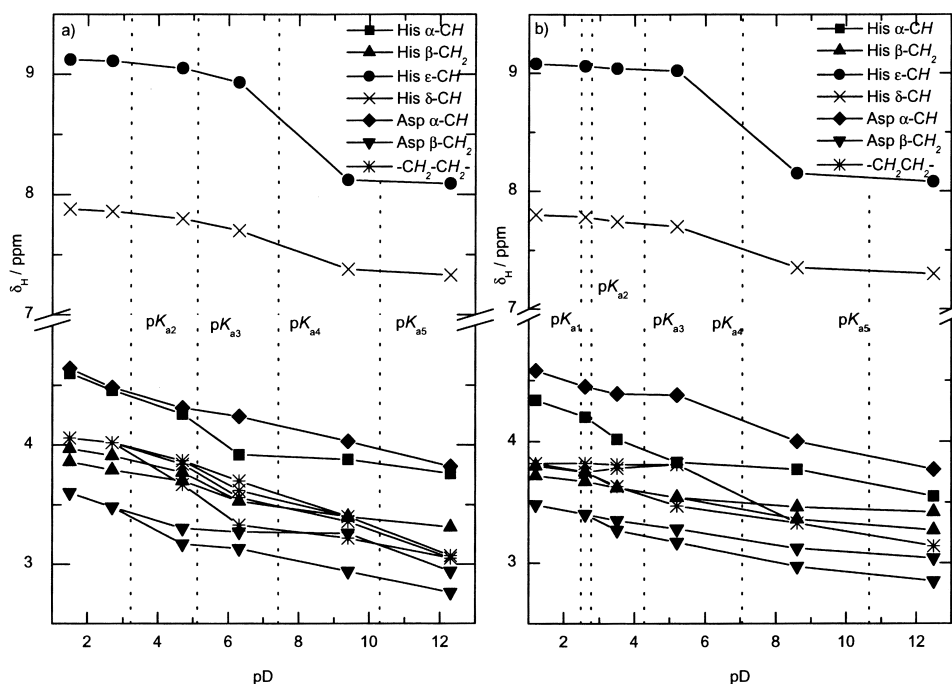 a)
His α-CH
His β-CH₂
His ε-CH
His δ-CH
Asp α-CH
Asp β-CH₂
-CH₂-CH₂-
9
8
7
4
3
δH / ppm
pKa2
pKa3
pKa4
pKa5
2
4
6
8
10
12
pD
b)
His α-CH
His β-CH₂
His ε-CH
His δ-CH
Asp α-CH
Asp β-CH₂
-CH₂CH₂-
9
8
7
4
3
δH / ppm
pKa2
pKa1
pKa3
pKa4
pKa5
2
4
6
8
10
12
pD